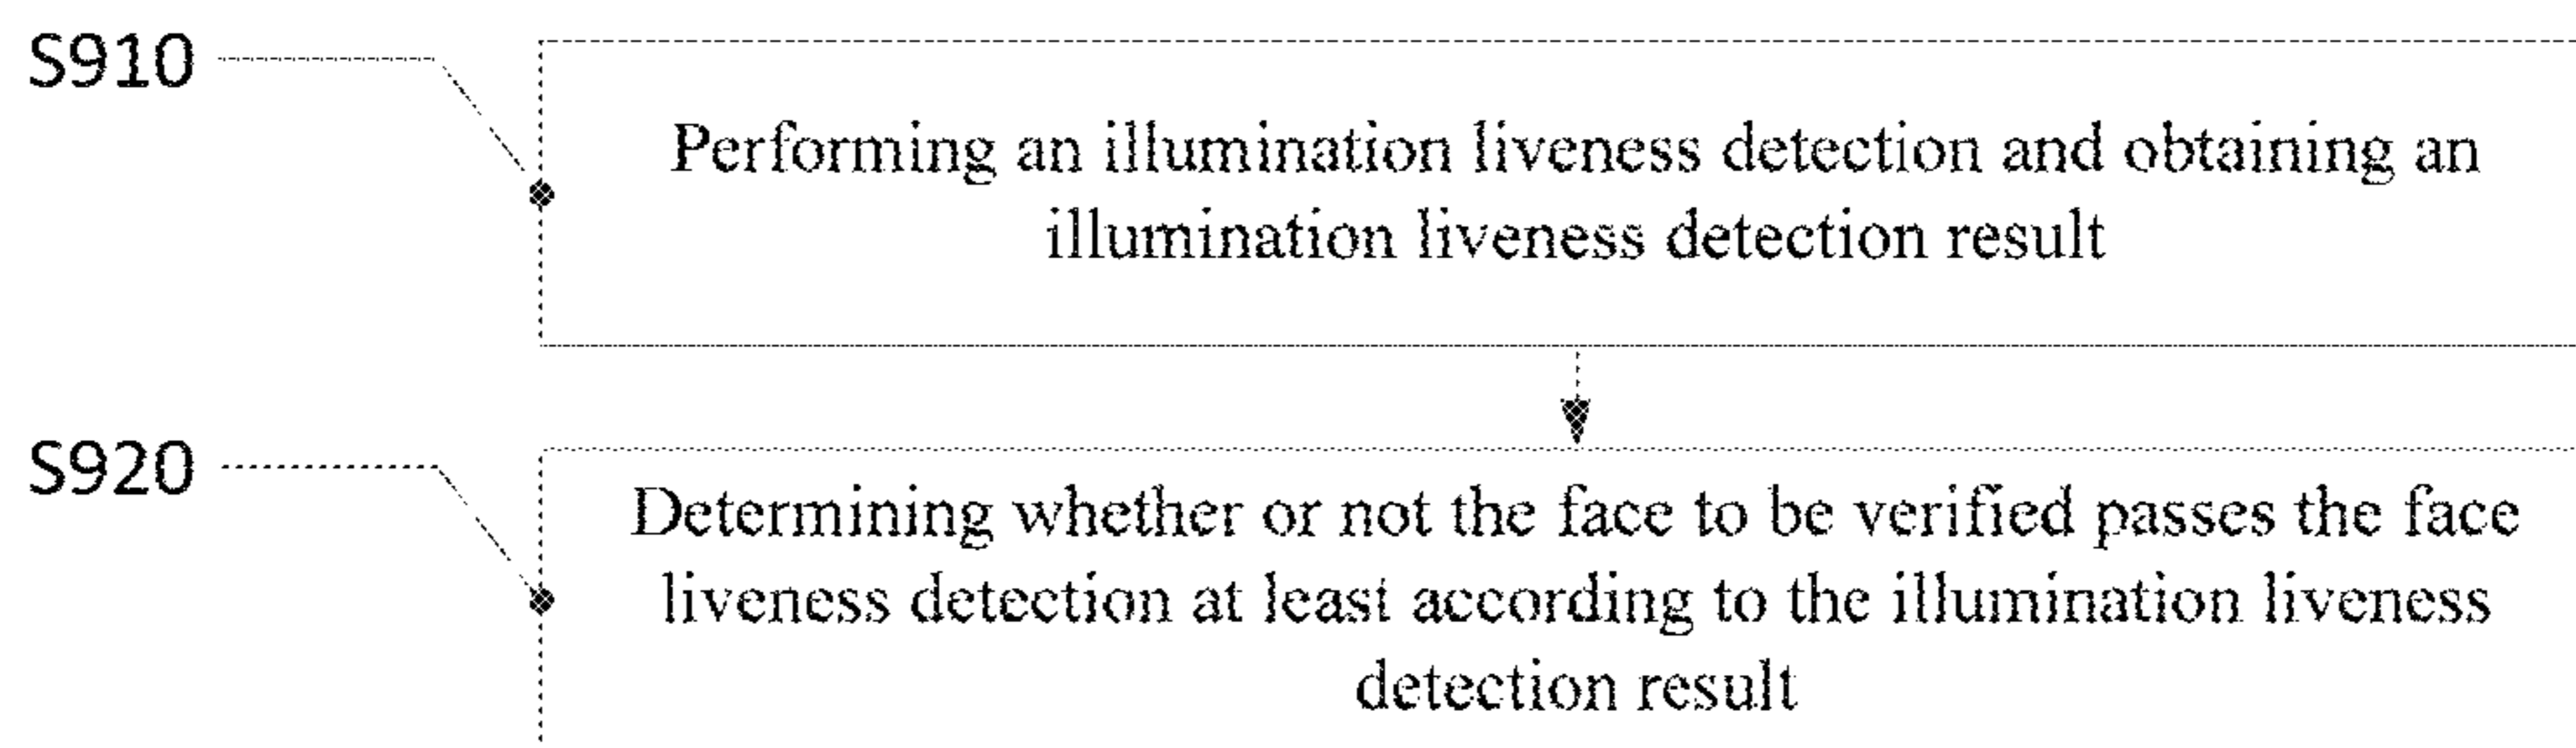 S910
Performing an illumination liveness detection and obtaining an
illumination liveness detection result
S920
Determining whether or not the face to be verified passes the face
liveness detection at least according to the illumination liveness
detection result